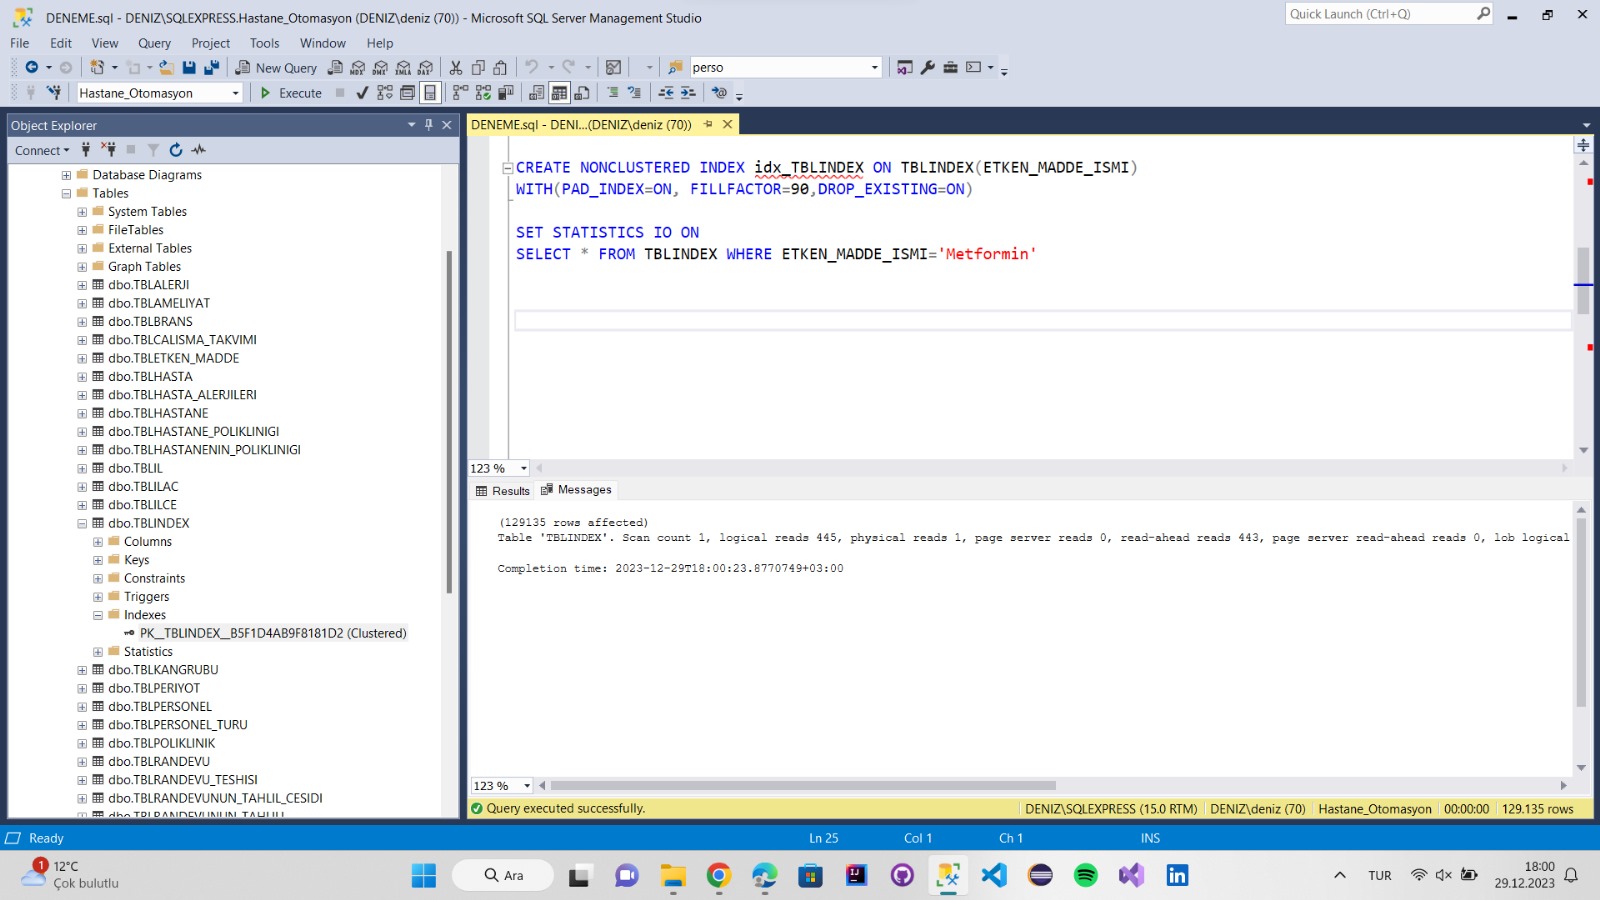 DENEME.sql - DENIZ\SQLEXPRESS.Hastane_Otomasyon (DENIZ\deniz (70)) - Microsoft SQL Server Management Studio
Quick Launch (Ctrl+Q)
File Edit View Query Project Tools Window Help
New Query
MDX DMX XMLA DAX
perso
Hastane_Otomasyon
Execute
Object Explorer
Connect
Database Diagrams
Tables
System Tables
FileTables
External Tables
Graph Tables
dbo.TBLALERJI
dbo.TBLAMELIYAT
dbo.TBLBRANS
dbo.TBLCALISMA_TAKVIMI
dbo.TBLETKEN_MADDE
dbo.TBLHASTA
dbo.TBLHASTA_ALERJILERI
dbo.TBLHASTANE
dbo.TBLHASTANE_POLIKLINIGI
dbo.TBLHASTANENIN_POLIKLINIGI
dbo.TBLIL
dbo.TBLILAC
dbo.TBLILCE
dbo.TBLINDEX
Columns
Keys
Constraints
Triggers
Indexes
PK__TBLINDEX__B5F1D4AB9F8181D2 (Clustered)
Statistics
dbo.TBLKANGRUBU
dbo.TBLPERIYOT
dbo.TBLPERSONEL
dbo.TBLPERSONEL_TURU
dbo.TBLPOLIKLINIK
dbo.TBLRANDEVU
dbo.TBLRANDEVU_TESHISI
dbo.TBLRANDEVUNUN_TAHLIL_CESIDI
DENEME.sql - DENI...(DENIZ\deniz (70))
CREATE NONCLUSTERED INDEX idx_TBLINDEX ON TBLINDEX(ETKEN_MADDE_ISMI)
WITH(PAD_INDEX=ON, FILLFACTOR=90,DROP_EXISTING=ON)
SET STATISTICS IO ON
SELECT * FROM TBLINDEX WHERE ETKEN_MADDE_ISMI='Metformin'
123 %
Results Messages
(129135 rows affected)
Table 'TBLINDEX'. Scan count 1, logical reads 445, physical reads 1, page server reads 0, read-ahead reads 443, page server read-ahead reads 0, lob logical
Completion time: 2023-12-29T18:00:23.8770749+03:00
123 %
Query executed successfully.
DENIZ\SQLEXPRESS (15.0 RTM) DENIZ\deniz (70) Hastane_Otomasyon 00:00:00 129.135 rows
Ready
Ln 25 Col 1 Ch 1 INS
1
12°C
Çok bulutlu
Ara
IJ
in
TUR
18:00
29.12.2023